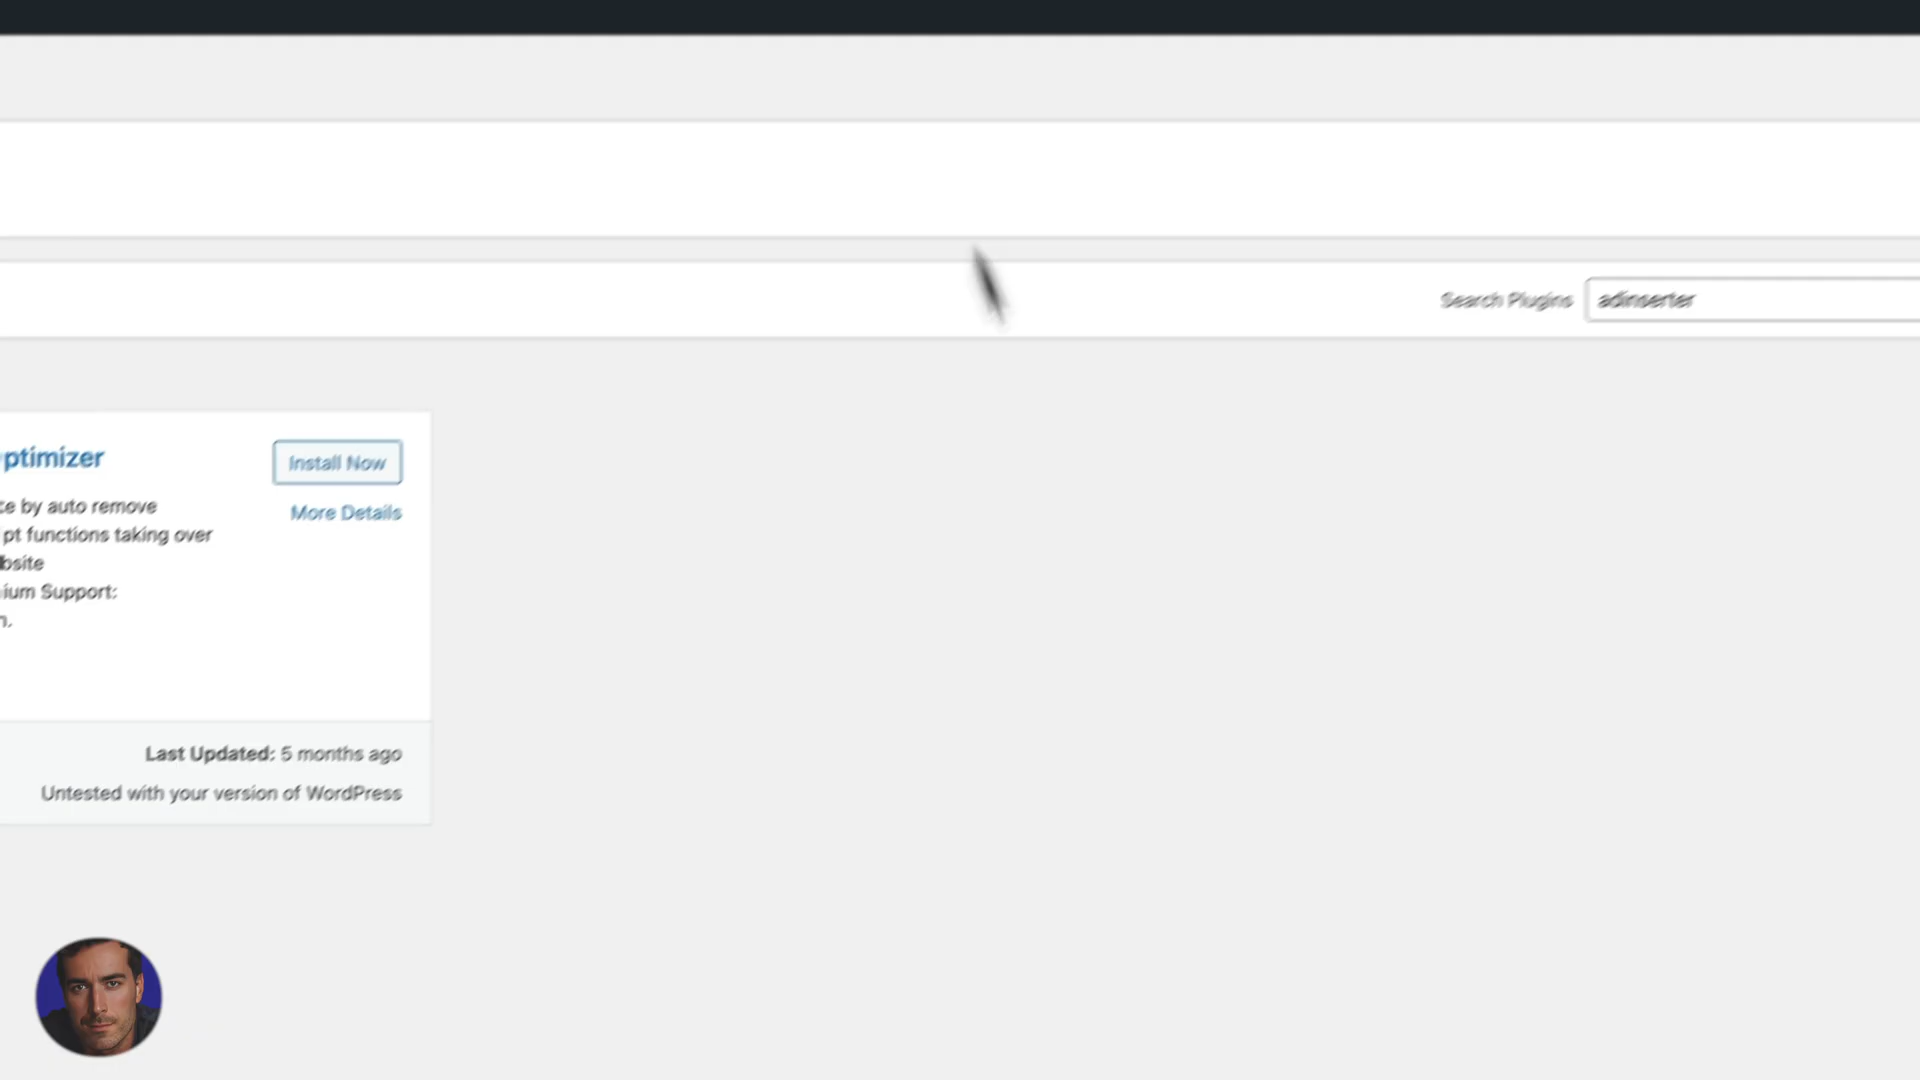 Search Plugins adinserter
ptimizer
Install Now
More Details
ce by auto remove
pt functions taking over
bsite
ium Support:
n.
Last Updated: 5 months ago
Untested with your version of WordPress